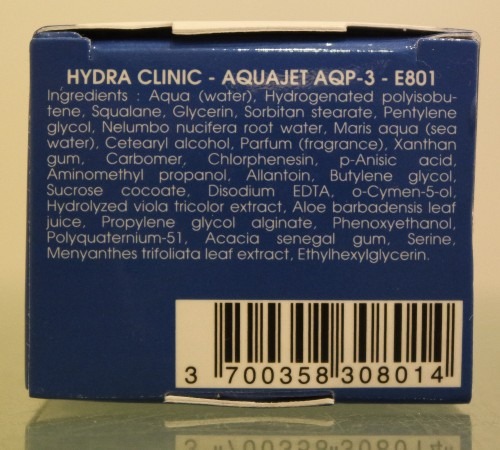 HYDRA CLINIC - AQUAJET AQP-3 - E801
Ingredients : Aqua (water), Hydrogenated polyisobu-
tene, Squalane, Glycerin, Sorbitan stearate, Pentylene
glycol, Nelumbo nucifera root water, Maris aqua (sea
water), Cetearyl alcohol, Parfum (fragrance), Xanthan
gum, Carbomer, Chlorphenesin, p-Anisic acid,
Aminomethyl propanol, Allantoin, Butylene glycol,
Sucrose cocoate, Disodium EDTA, o-Cymen-5-ol,
Hydrolyzed viola tricolor extract, Aloe barbadensis leaf
juice, Propylene glycol alginate, Phenoxyethanol,
Polyquaternium-51, Acacia senegal gum, Serine,
Menyanthes trifoliata leaf extract, Ethylhexylglycerin.
3 700358 308014